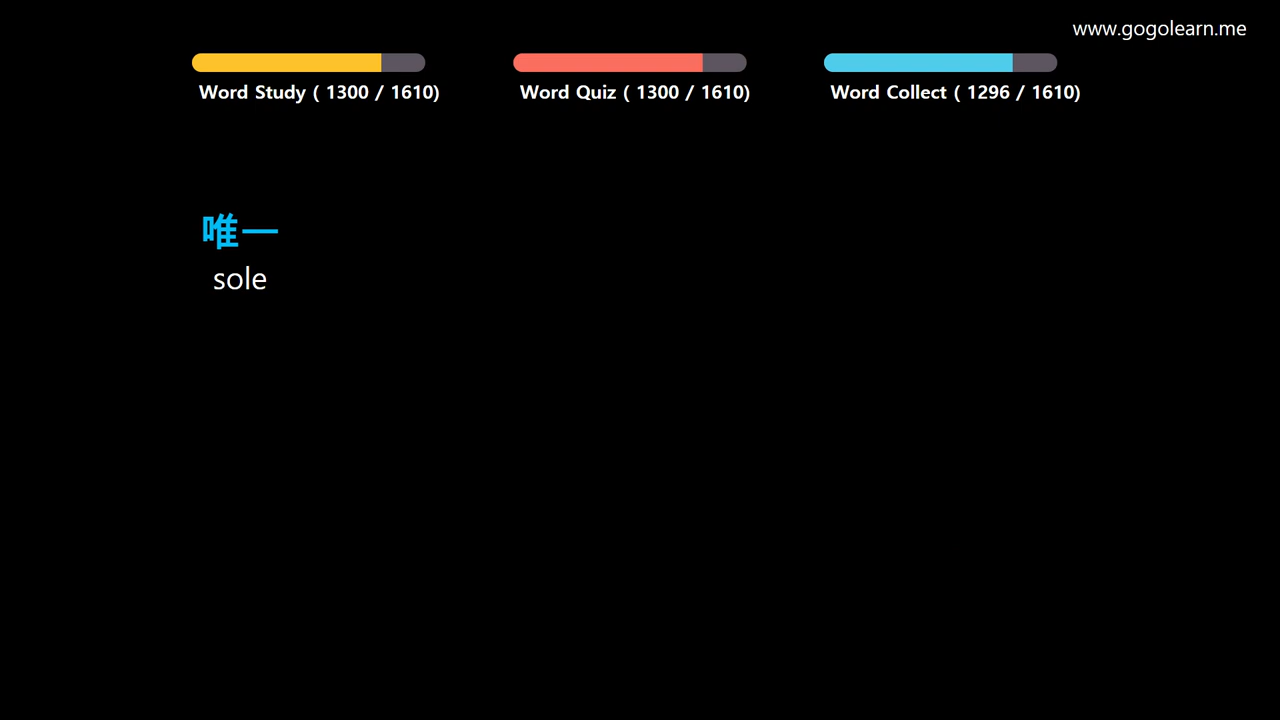 www.gogolearn.me
Word Study ( 1300 / 1610)
Word Quiz ( 1300 / 1610)
Word Collect ( 1296 / 1610)
唯一
sole